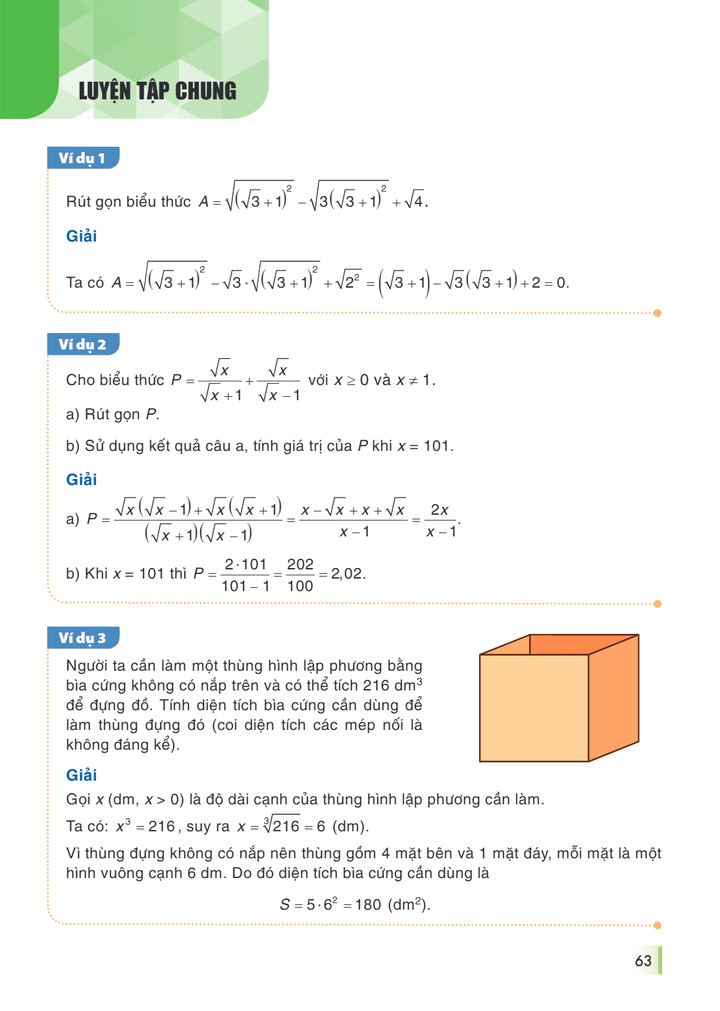 LUYỆN TẬP CHUNG
Ví dụ 1
Rút gọn biểu thức A = √((√3 + 1)²) − √(3(√3 + 1)²) + √4.
Giải
Ta có A = √((√3 + 1)²) − √3 · √((√3 + 1)²) + √(2²) = (√3 + 1) − √3(√3 + 1) + 2 = 0.
Ví dụ 2
Cho biểu thức P = √x/(√x + 1) + √x/(√x − 1) với x ≥ 0 và x ≠ 1.
a) Rút gọn P.
b) Sử dụng kết quả câu a, tính giá trị của P khi x = 101.
Giải
a) P = (√x(√x − 1) + √x(√x + 1))/((√x + 1)(√x − 1)) = (x − √x + x + √x)/(x − 1) = 2x/(x − 1).
b) Khi x = 101 thì P = (2 · 101)/(101 − 1) = 202/100 = 2,02.
Ví dụ 3
Người ta cần làm một thùng hình lập phương bằng
bìa cứng không có nắp trên và có thể tích 216 dm³
để đựng đồ. Tính diện tích bìa cứng cần dùng để
làm thùng đựng đó (coi diện tích các mép nối là
không đáng kể).
Giải
Gọi x (dm, x > 0) là độ dài cạnh của thùng hình lập phương cần làm.
Ta có: x³ = 216, suy ra x = ∛216 = 6 (dm).
Vì thùng đựng không có nắp nên thùng gồm 4 mặt bên và 1 mặt đáy, mỗi mặt là một
hình vuông cạnh 6 dm. Do đó diện tích bìa cứng cần dùng là
S = 5 · 6² = 180 (dm²).
63